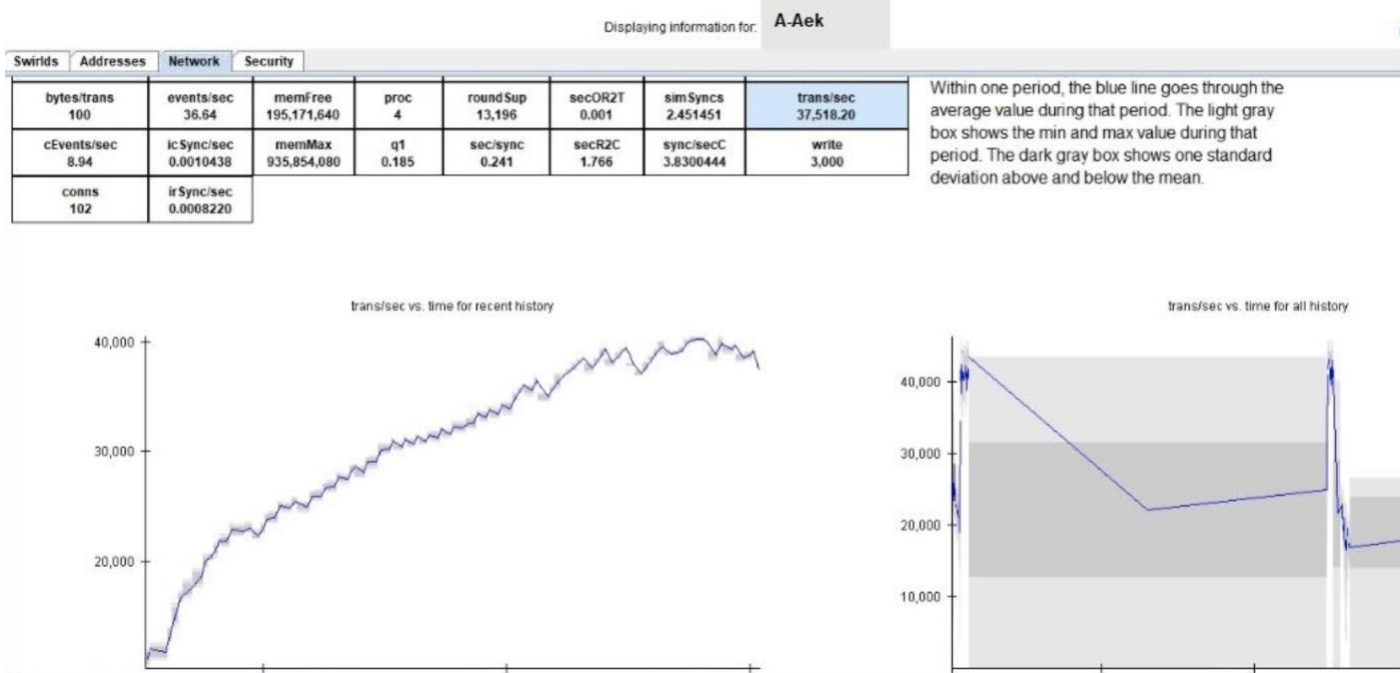 Displaying information for: A-Aek
Swirlds Addresses Network Security
bytes/trans events/sec memFree proc roundSup secOR2T simSyncs trans/sec
100 36.64 195,171,640 4 13,196 0.001 2.451451 37,518.20
cEvents/sec icSync/sec memMax q1 sec/sync secR2C sync/secC write
8.94 0.0010438 935,854,080 0.185 0.241 1.766 3.8300444 3,000
conns irSync/sec
102 0.0008220
Within one period, the blue line goes through the
average value during that period. The light gray
box shows the min and max value during that
period. The dark gray box shows one standard
deviation above and below the mean.
trans/sec vs. time for recent history
40,000
30,000
20,000
trans/sec vs. time for all history
40,000
30,000
20,000
10,000